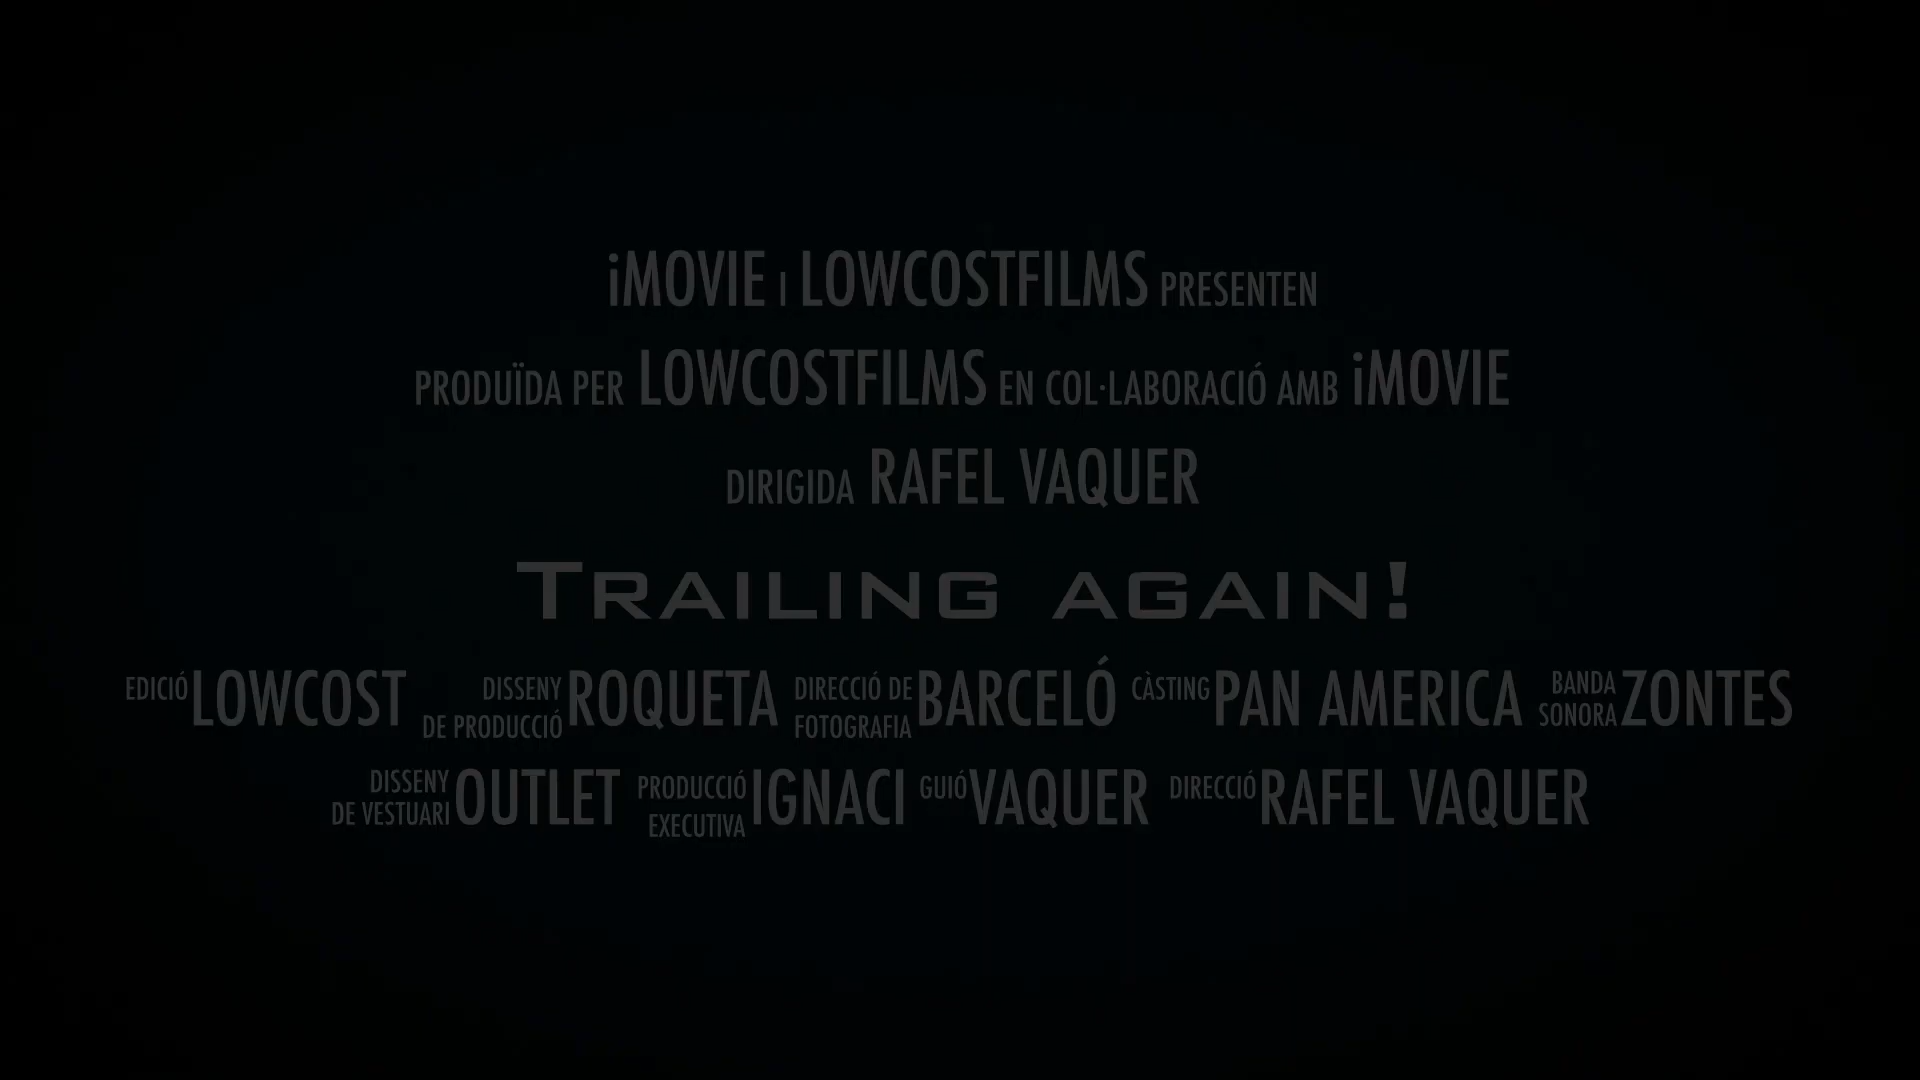 iMOVIE I LOWCOSTFILMS PRESENTEN
PRODUÏDA PER LOWCOSTFILMS EN COL·LABORACIÓ AMB iMOVIE
DIRIGIDA RAFEL VAQUER
TRAILING AGAIN!
EDICIÓ LOWCOST DISSENY DE PRODUCCIÓ ROQUETA DIRECCIÓ DE FOTOGRAFIA BARCELÓ CÀSTING PAN AMERICA BANDA SONORA ZONTES
DISSENY DE VESTUARI OUTLET PRODUCCIÓ EXECUTIVA IGNACI GUIÓ VAQUER DIRECCIÓ RAFEL VAQUER